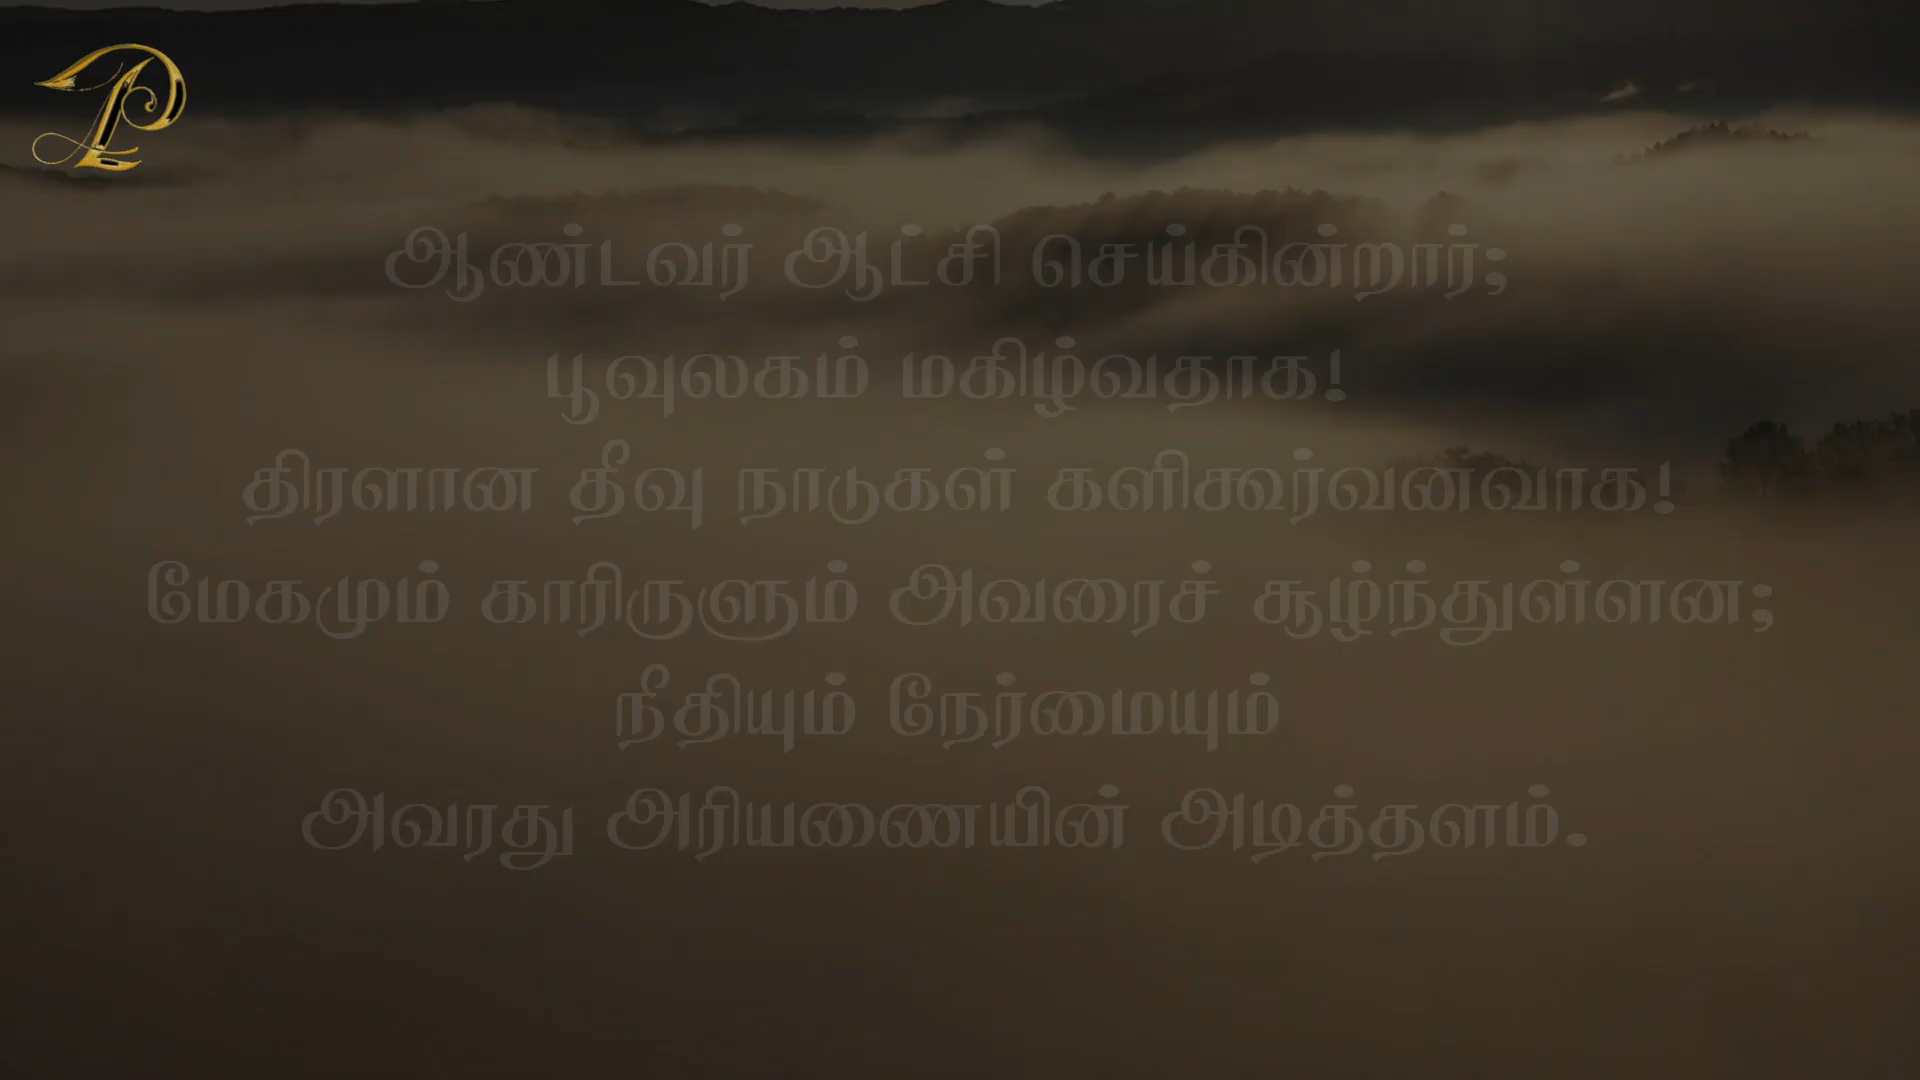 ஆண்டவர் ஆட்சி செய்கின்றார்;
பூவுலகம் மகிழ்வதாக!
திரளான தீவு நாடுகள் களிகூர்வனவாக!
மேகமும் காரிருளும் அவரைச் சூழ்ந்துள்ளன;
நீதியும் நேர்மையும்
அவரது அரியணையின் அடித்தளம்.